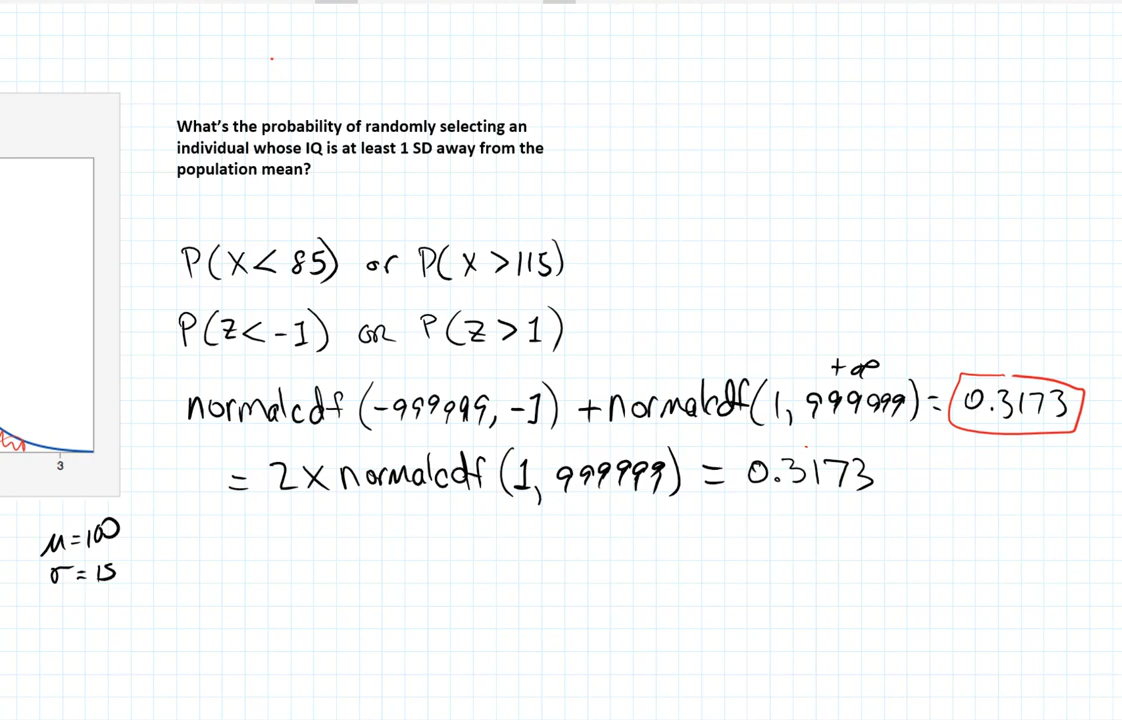 What's the probability of randomly selecting an
individual whose IQ is at least 1 SD away from the
population mean?
P(X < 85) or P(X > 115)
P(Z < -1) or P(Z > 1)
+∞
normalcdf (-999999, -1) + normalcdf (1, 999999) = 0.3173
= 2 x normalcdf (1, 999999) = 0.3173
3
μ = 100
σ = 15